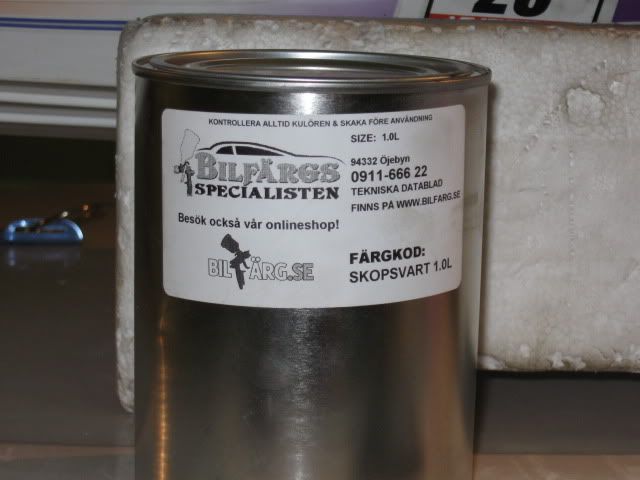 KONTROLLERA ALLTID KULÖREN & SKAKA FÖRE ANVÄNDNING
BILFÄRGS
SPECIALISTEN
SIZE: 1.0L
94332 Öjebyn
0911-666 22
TEKNISKA DATABLAD
FINNS PÅ WWW.BILFARG.SE
Besök också vår onlineshop!
BILFÄRG.SE
FÄRGKOD:
SKOPSVART 1.0L